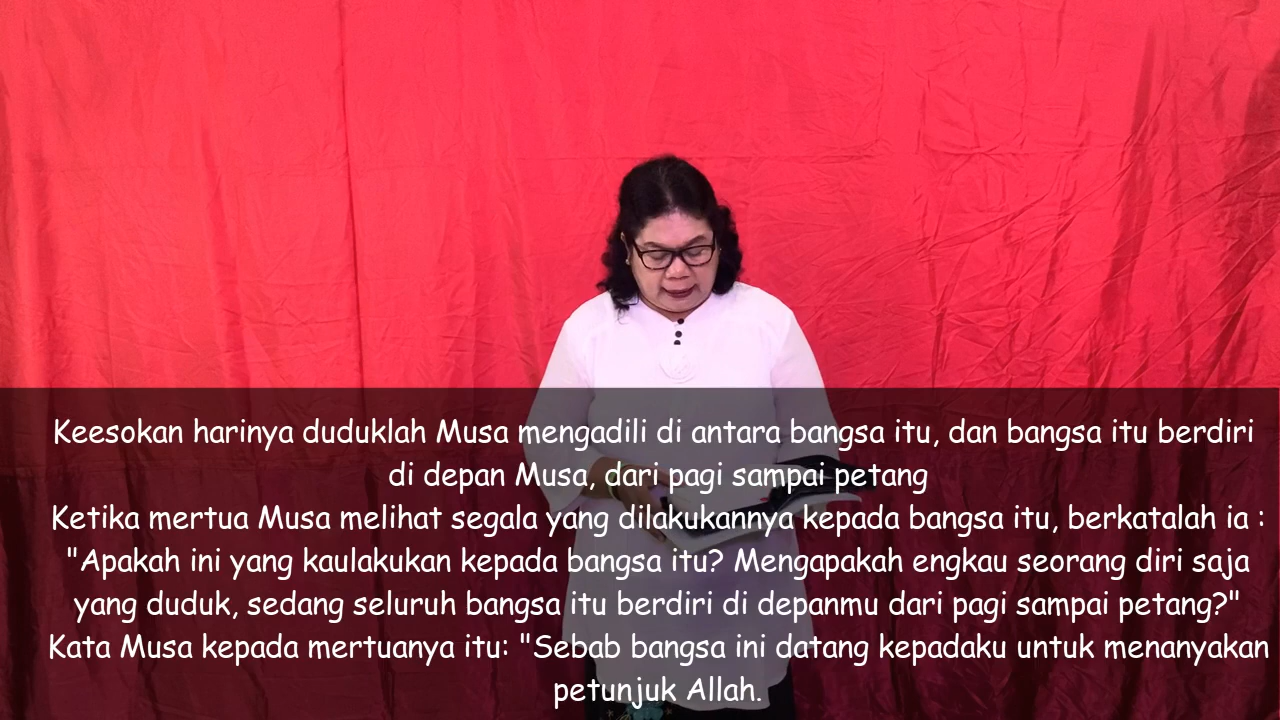 Keesokan harinya duduklah Musa mengadili di antara bangsa itu, dan bangsa itu berdiri
di depan Musa, dari pagi sampai petang
Ketika mertua Musa melihat segala yang dilakukannya kepada bangsa itu, berkatalah ia :
"Apakah ini yang kaulakukan kepada bangsa itu? Mengapakah engkau seorang diri saja
yang duduk, sedang seluruh bangsa itu berdiri di depanmu dari pagi sampai petang?"
Kata Musa kepada mertuanya itu: "Sebab bangsa ini datang kepadaku untuk menanyakan
petunjuk Allah.